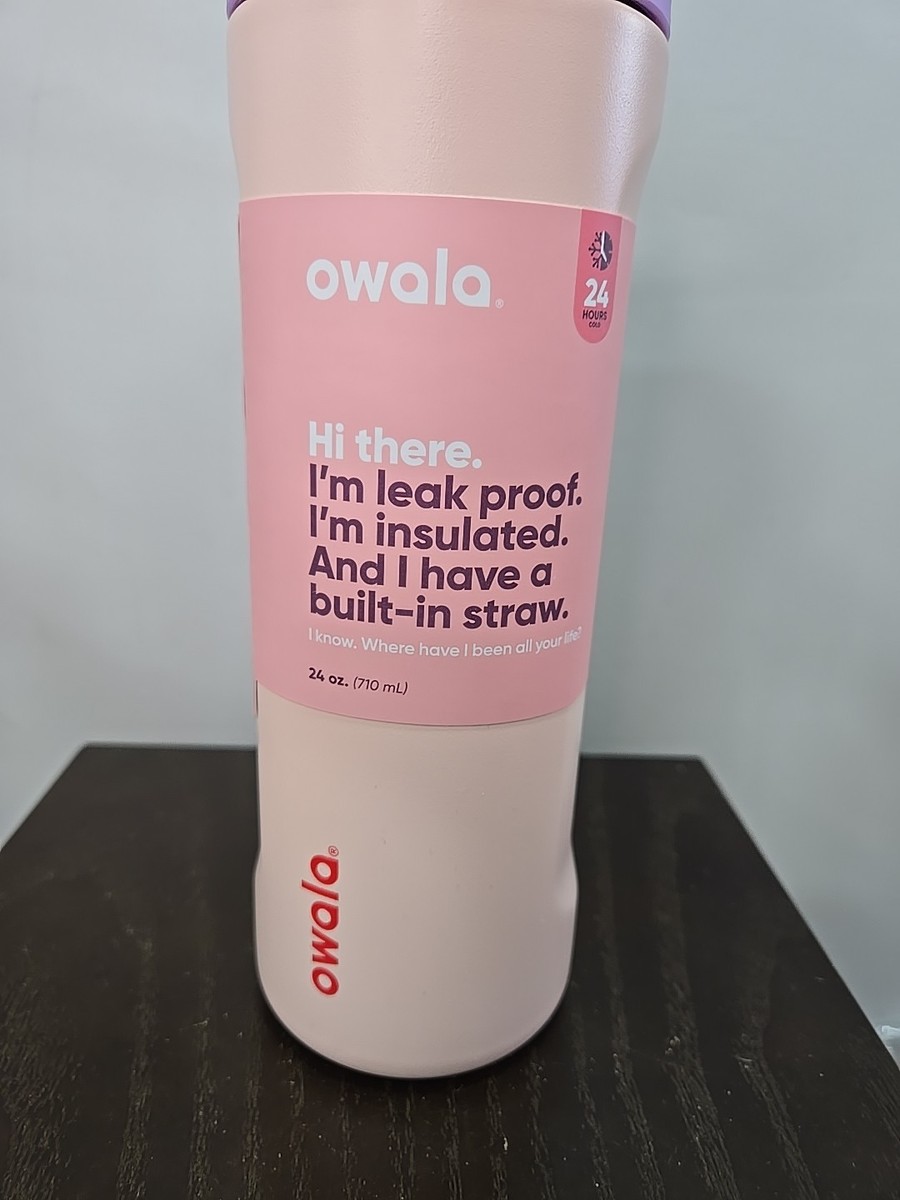 owala®
24
HOURS
COLD
Hi there.
I'm leak proof.
I'm insulated.
And I have a
built-in straw.
I know. Where have I been all your life?
24 oz. (710 mL)
owala®